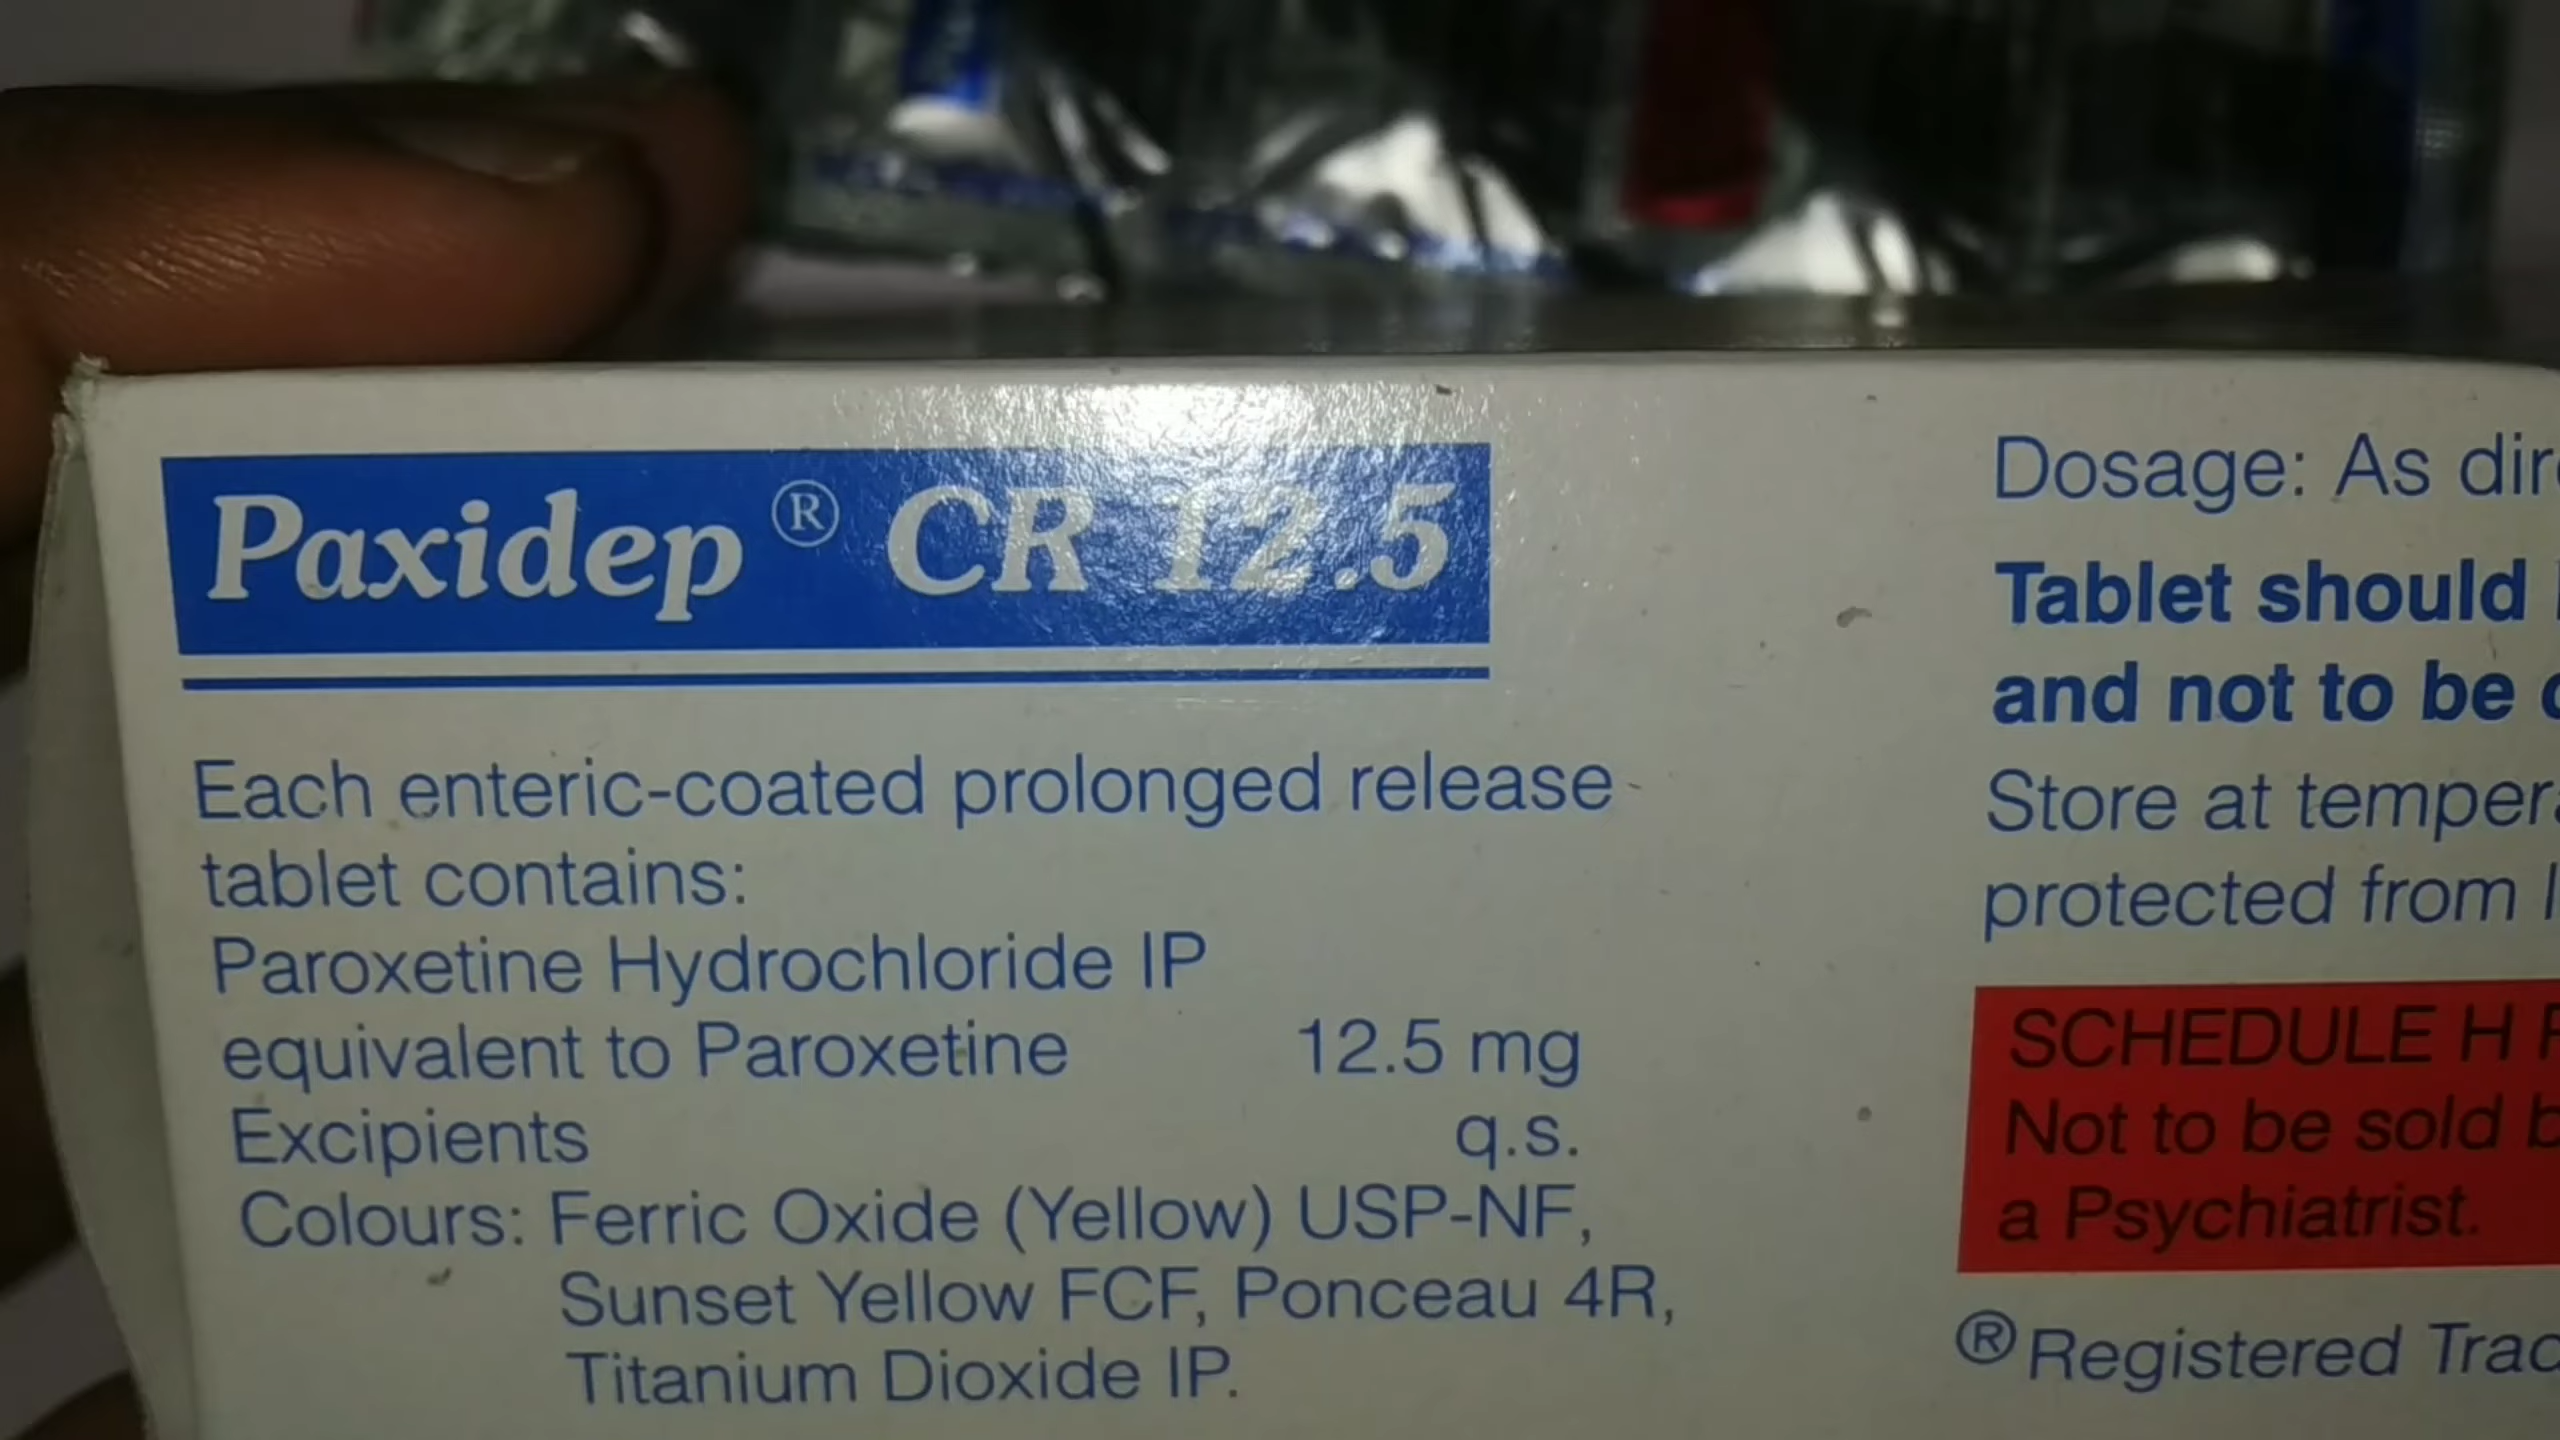 Paxidep ® CR 12.5
Each enteric-coated prolonged release
tablet contains:
Paroxetine Hydrochloride IP
equivalent to Paroxetine 12.5 mg
Excipients q.s.
Colours: Ferric Oxide (Yellow) USP-NF,
Sunset Yellow FCF, Ponceau 4R,
Titanium Dioxide IP.
Dosage: As
Tablet should
and not to be
Store at
protected from
SCHEDULE H
Not to be sold
a Psychiatrist.
® Registered